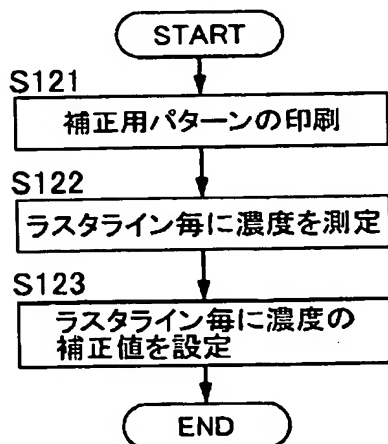 START
S121
補正用パターンの印刷
S122
ラスタライン毎に濃度を測定
S123
ラスタライン毎に濃度の
補正値を設定
END